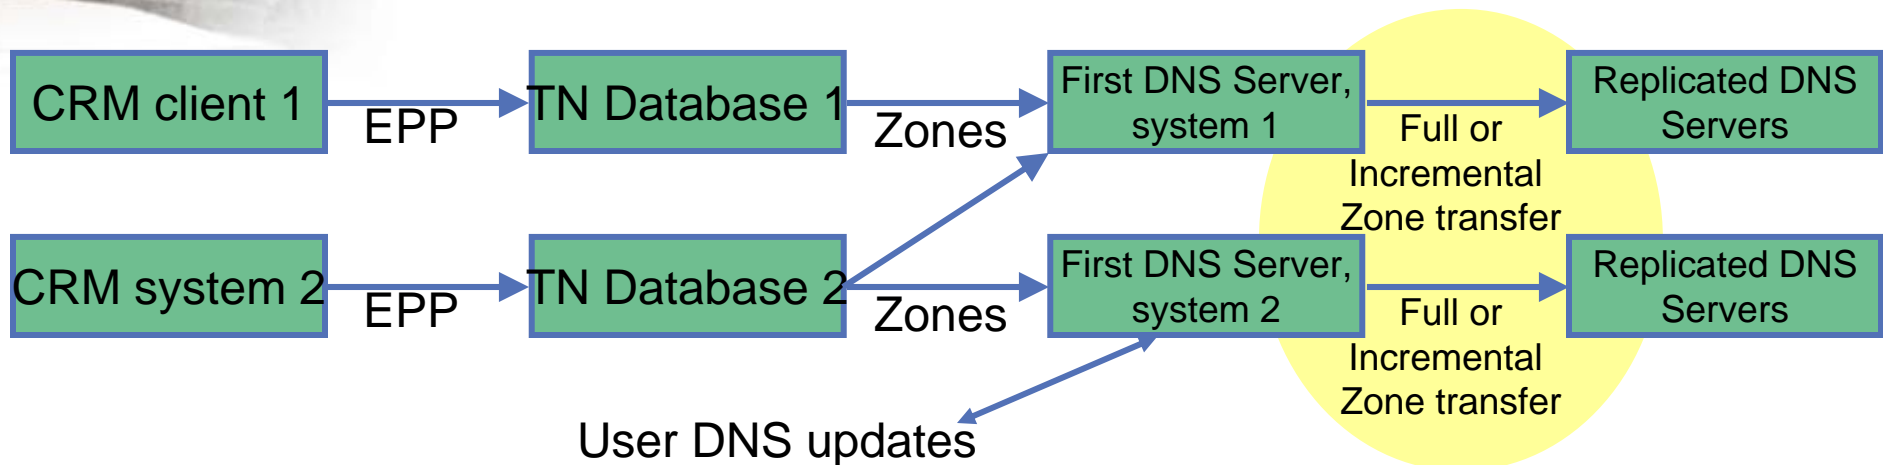 CRM client 1
EPP
TN Database 1
Zones
First DNS Server,
system 1
Full or
Incremental
Zone transfer
Replicated DNS
Servers
CRM system 2
EPP
TN Database 2
Zones
First DNS Server,
system 2
Full or
Incremental
Zone transfer
Replicated DNS
Servers
User DNS updates